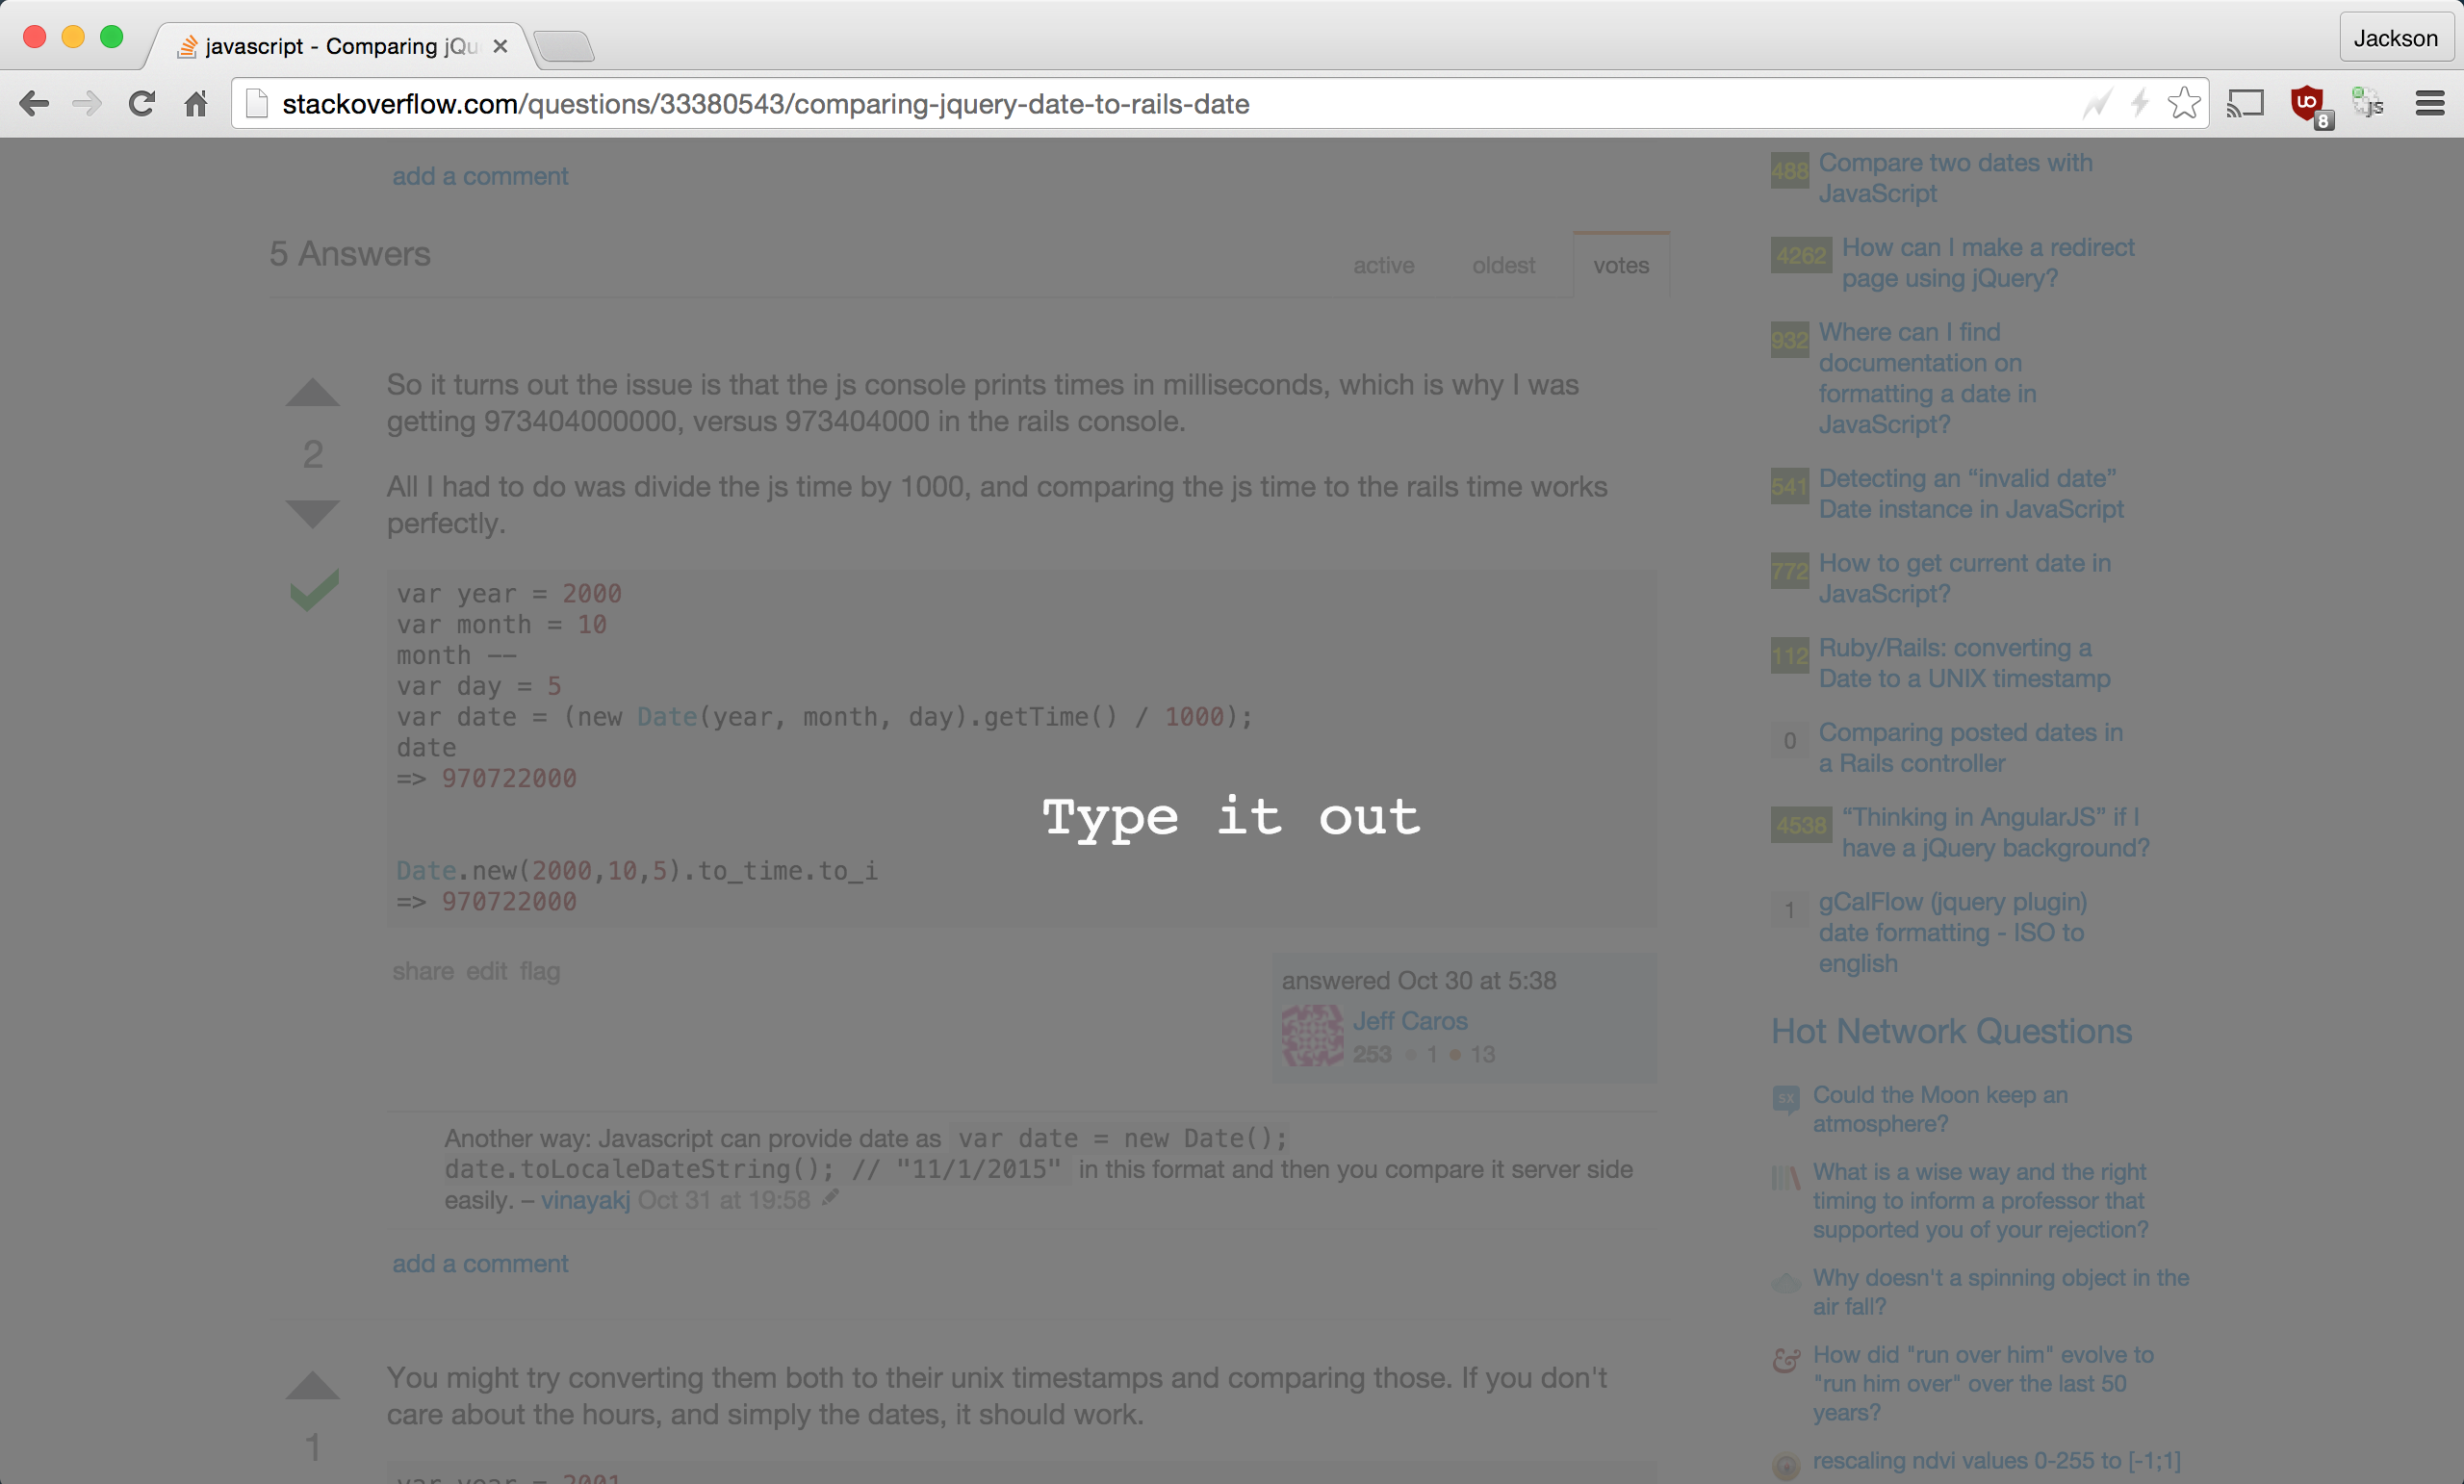 javascript - Comparing jQu
Jackson
stackoverflow.com/questions/33380543/comparing-jquery-date-to-rails-date
8
js
add a comment
5 Answers
active oldest votes
2
So it turns out the issue is that the js console prints times in milliseconds, which is why I was
getting 973404000000, versus 973404000 in the rails console.
All I had to do was divide the js time by 1000, and comparing the js time to the rails time works
perfectly.
var year = 2000
var month = 10
month --
var day = 5
var date = (new Date(year, month, day).getTime() / 1000);
date
=> 970722000
Date.new(2000,10,5).to_time.to_i
=> 970722000
Type it out
share edit flag
answered Oct 30 at 5:38
Jeff Caros
253 1 13
Another way: Javascript can provide date as var date = new Date();
date.toLocaleDateString(); // "11/1/2015" in this format and then you compare it server side
easily. – vinayakj Oct 31 at 19:58
add a comment
1
You might try converting them both to their unix timestamps and comparing those. If you don't
care about the hours, and simply the dates, it should work.
var year = 2001
488 Compare two dates with
JavaScript
4262 How can I make a redirect
page using jQuery?
932 Where can I find
documentation on
formatting a date in
JavaScript?
541 Detecting an “invalid date”
Date instance in JavaScript
772 How to get current date in
JavaScript?
112 Ruby/Rails: converting a
Date to a UNIX timestamp
0 Comparing posted dates in
a Rails controller
4538 “Thinking in AngularJS” if I
have a jQuery background?
1 gCalFlow (jquery plugin)
date formatting - ISO to
english
Hot Network Questions
Could the Moon keep an
atmosphere?
What is a wise way and the right
timing to inform a professor that
supported you of your rejection?
Why doesn't a spinning object in the
air fall?
How did "run over him" evolve to
"run him over" over the last 50
years?
rescaling ndvi values 0-255 to [-1;1]